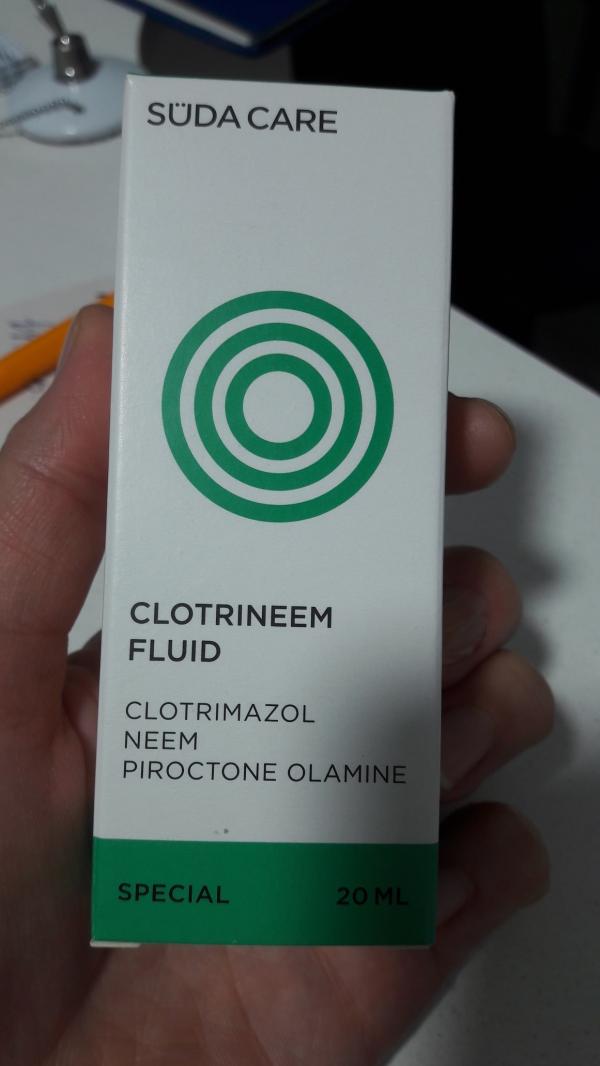 SÜDA CARE
CLOTRINEEM
FLUID
CLOTRIMAZOL
NEEM
PIROCTONE OLAMINE
SPECIAL 20 ML